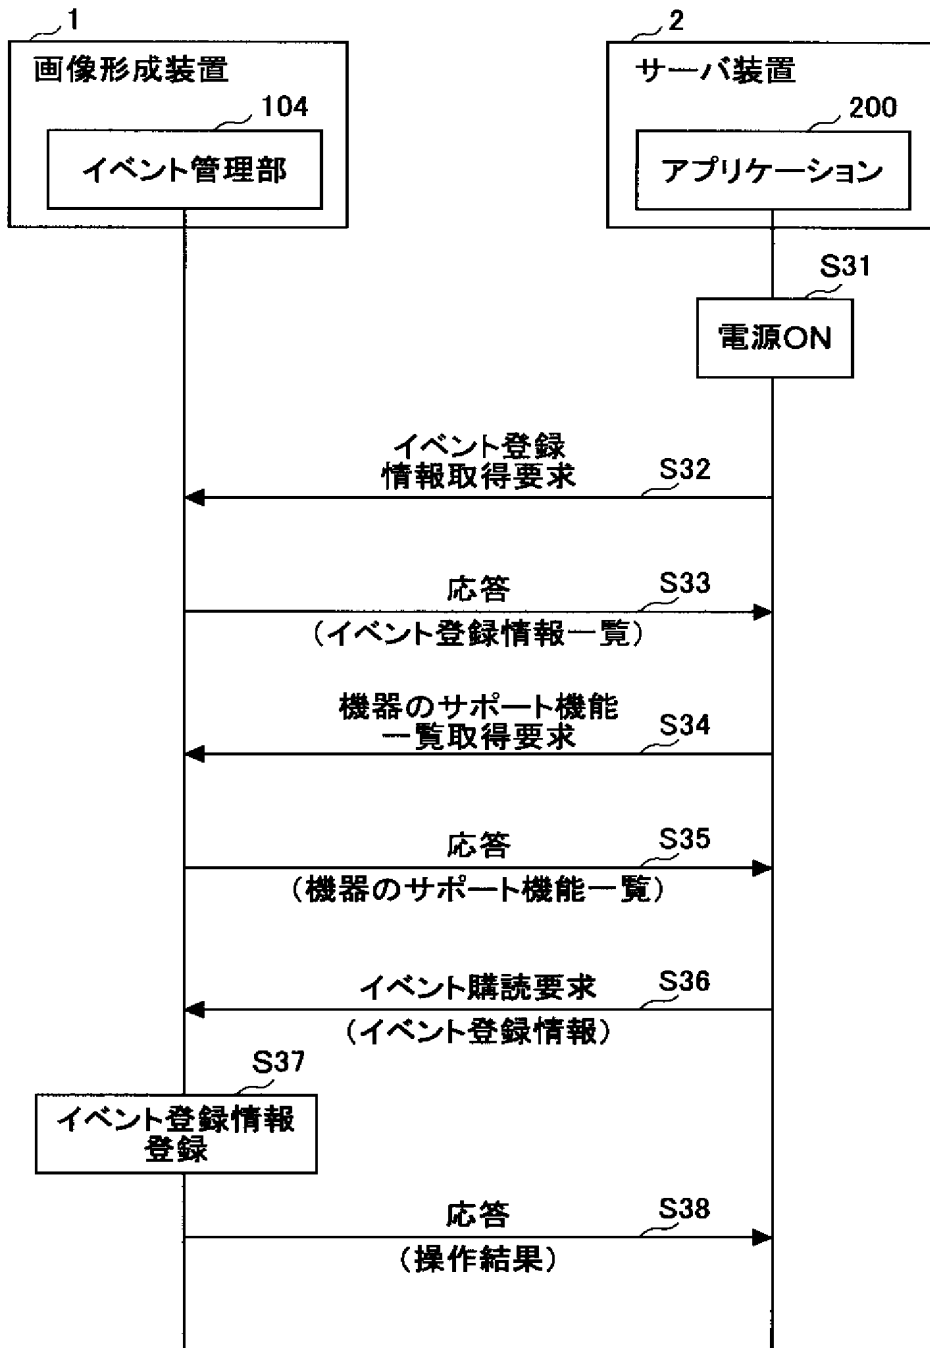 1
画像形成装置
104
イベント管理部
2
サーバ装置
200
アプリケーション
S31
電源ON
イベント登録
情報取得要求
S32
応答
S33
(イベント登録情報一覧)
機器のサポート機能
一覧取得要求
S34
応答
S35
(機器のサポート機能一覧)
イベント購読要求
S36
(イベント登録情報)
S37
イベント登録情報
登録
応答
S38
(操作結果)